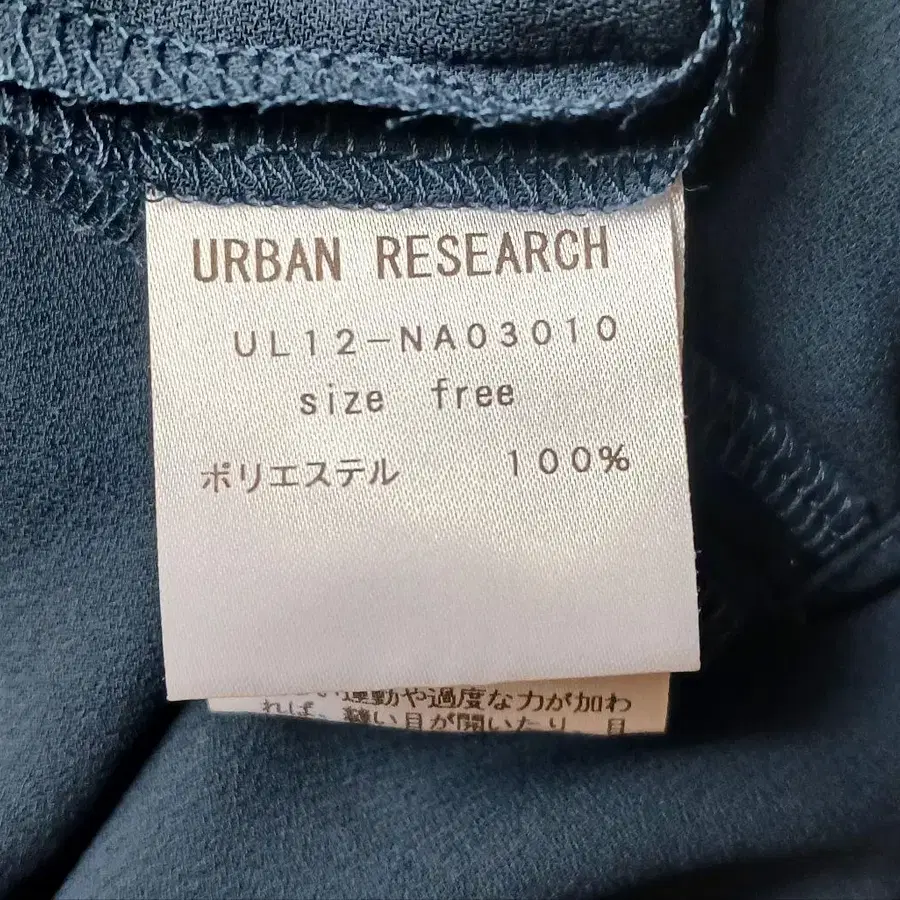 URBAN RESEARCH
UL12-NA03010
size free
ポリエステル 100%
運動や過度な力が加わ
れば、縫い目が開いたり、目